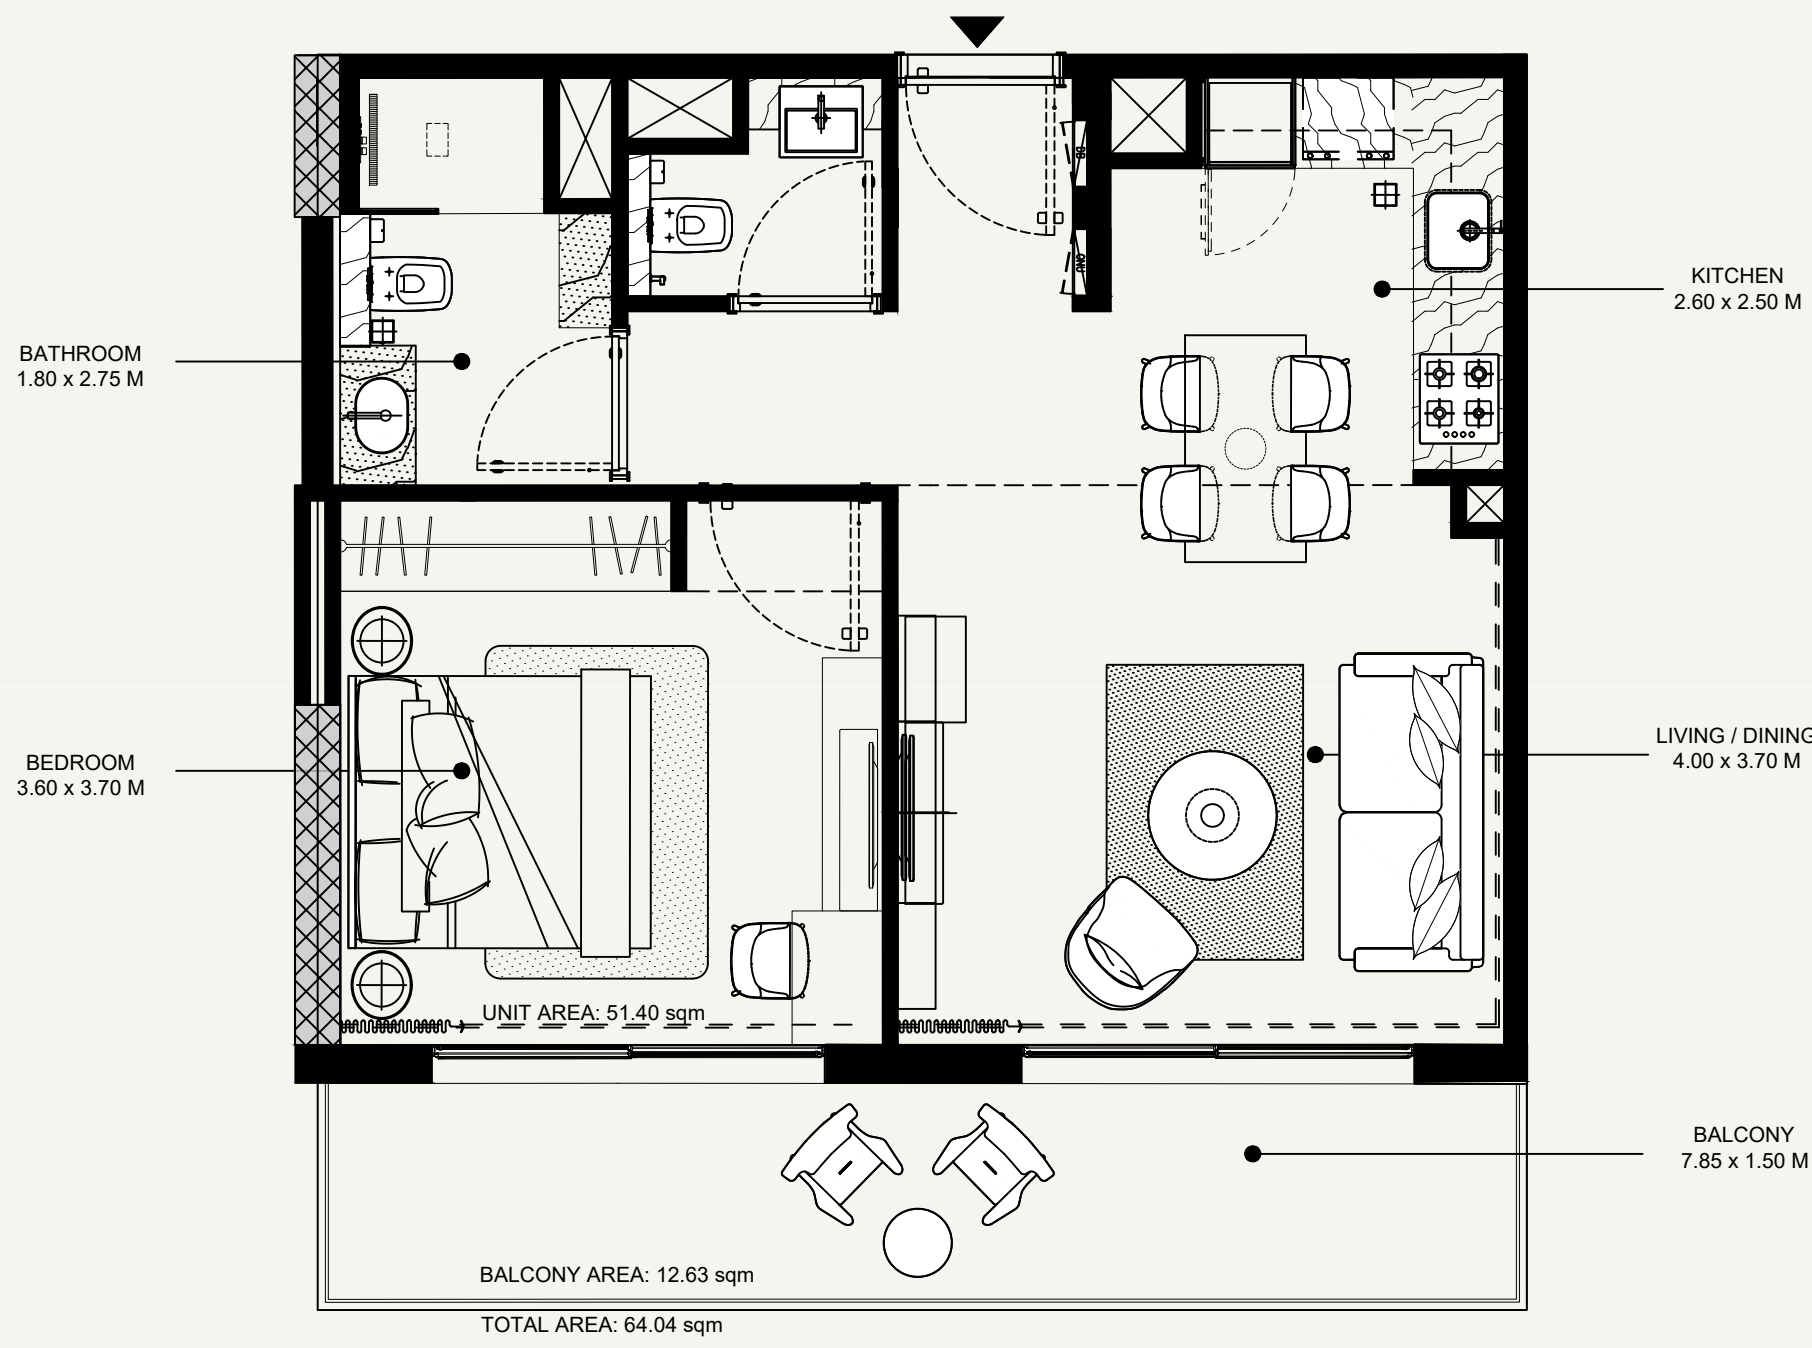 DB
ONU
KITCHEN
2.60 x 2.50 M
BATHROOM
1.80 x 2.75 M
LIVING / DINING
4.00 x 3.70 M
BEDROOM
3.60 x 3.70 M
UNIT AREA: 51.40 sqm
BALCONY
7.85 x 1.50 M
BALCONY AREA: 12.63 sqm
TOTAL AREA: 64.04 sqm